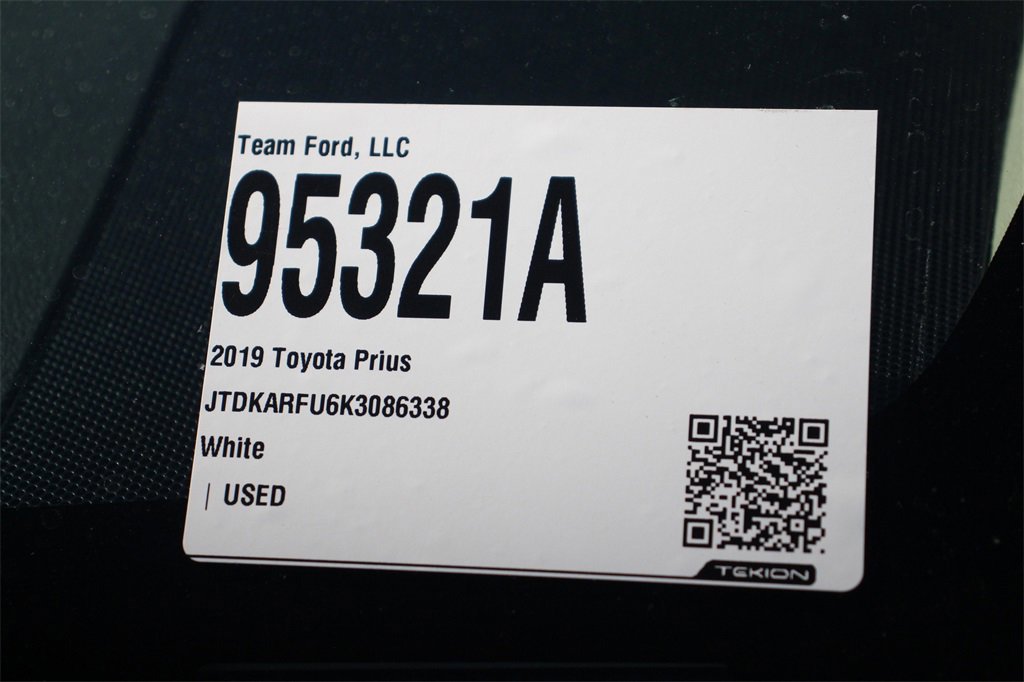 Team Ford, LLC
95321A
2019 Toyota Prius
JTDKARFU6K3086338
White
| USED
TEKION